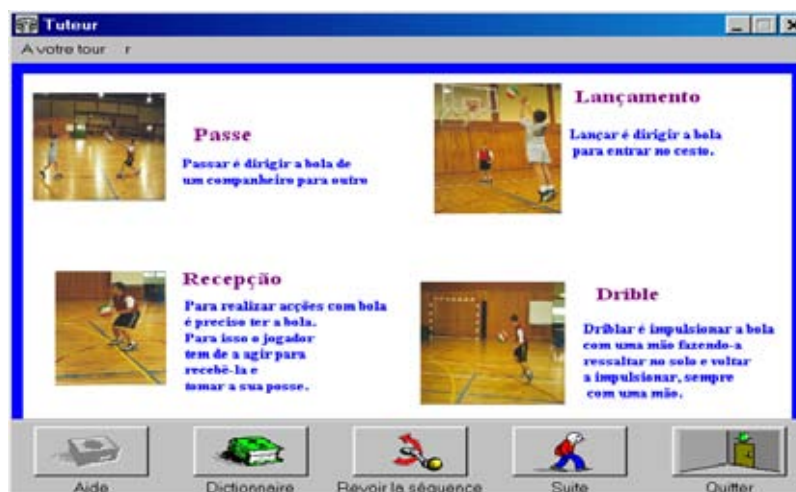 Tuteur
A votre tour r
Passe
Passar é dirigir a bola de
um companheiro para outro
Lançamento
Lançar é dirigir a bola
para entrar no cesto.
Recepção
Para realizar acções com bola
é preciso ter a bola.
Para isso o jogador
tem de a agir para
recebê-la e
tomar a sua posse.
Drible
Driblar é impulsionar a bola
com uma mão fazendo-a
ressaltar no solo e voltar
a impulsionar, sempre
com uma mão.
Aide
Dictionnaire
Revoir la séquence
Suite
Quitter